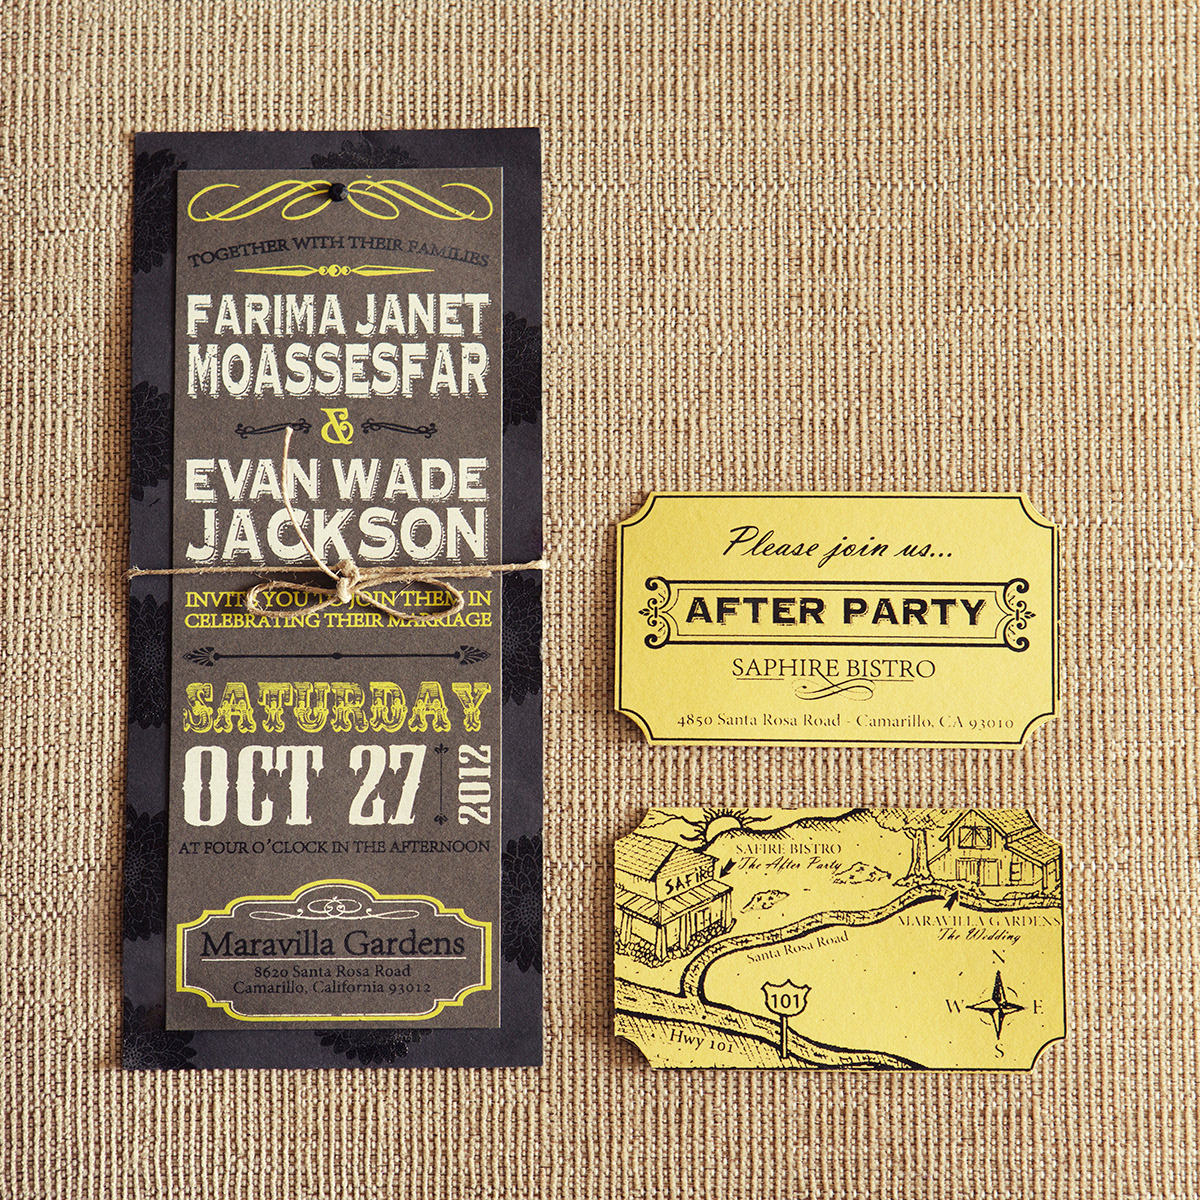 TOGETHER WITH THEIR FAMILIES
FARIMA JANET
MOASSESFAR
&
EVAN WADE
JACKSON
INVITE YOU TO JOIN THEM IN
CELEBRATING THEIR MARRIAGE
SATURDAY
OCT 27 2012
AT FOUR O'CLOCK IN THE AFTERNOON
Maravilla Gardens
8620 Santa Rosa Road
Camarillo, California 93012
Please join us...
AFTER PARTY
SAPHIRE BISTRO
4850 Santa Rosa Road - Camarillo, CA 93010
SAFIRE BISTRO
The After Party
SAFIRE
MARAVILLA GARDENS
The Wedding
Santa Rosa Road
101
Hwy 101
N
W E
S